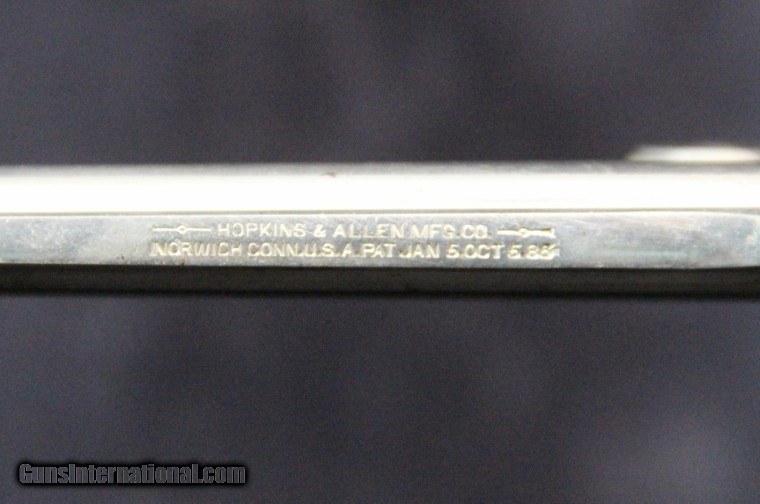 HOPKINS & ALLEN MFG. CO.
NORWICH CONN. U.S.A. PAT. JAN 5. OCT 5. 86
GunsInternational.com